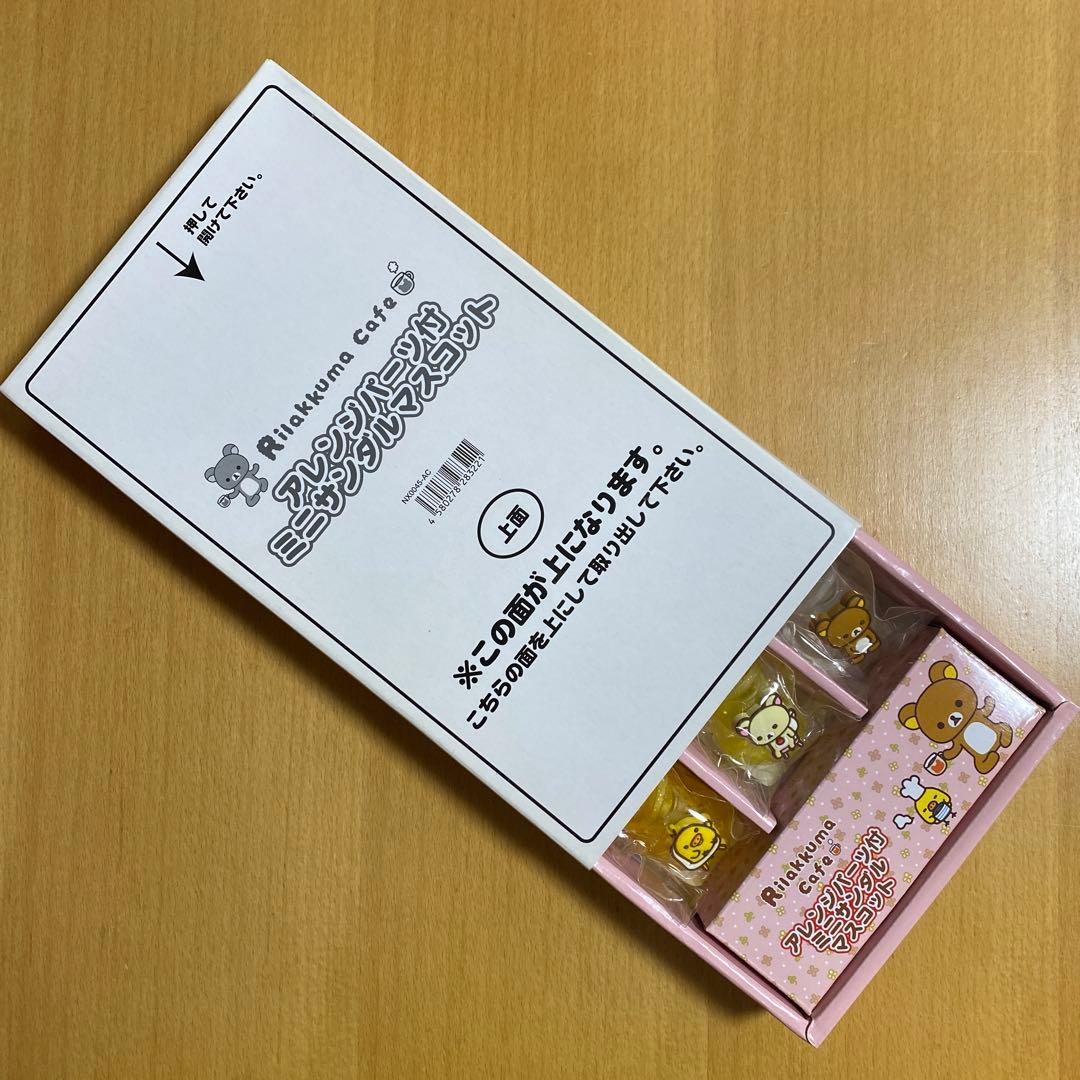 押して
開けて下さい。
Rilakkuma Cafe
アレンジパーツ付
ミニサンダルマスコット
NX0045-AC
4 580278 283221
上面
※この面が上になります。
こちらの面を上にして取り出して下さい。
Rilakkuma
Cafe
アレンジパーツ付
ミニサンダル
マスコット